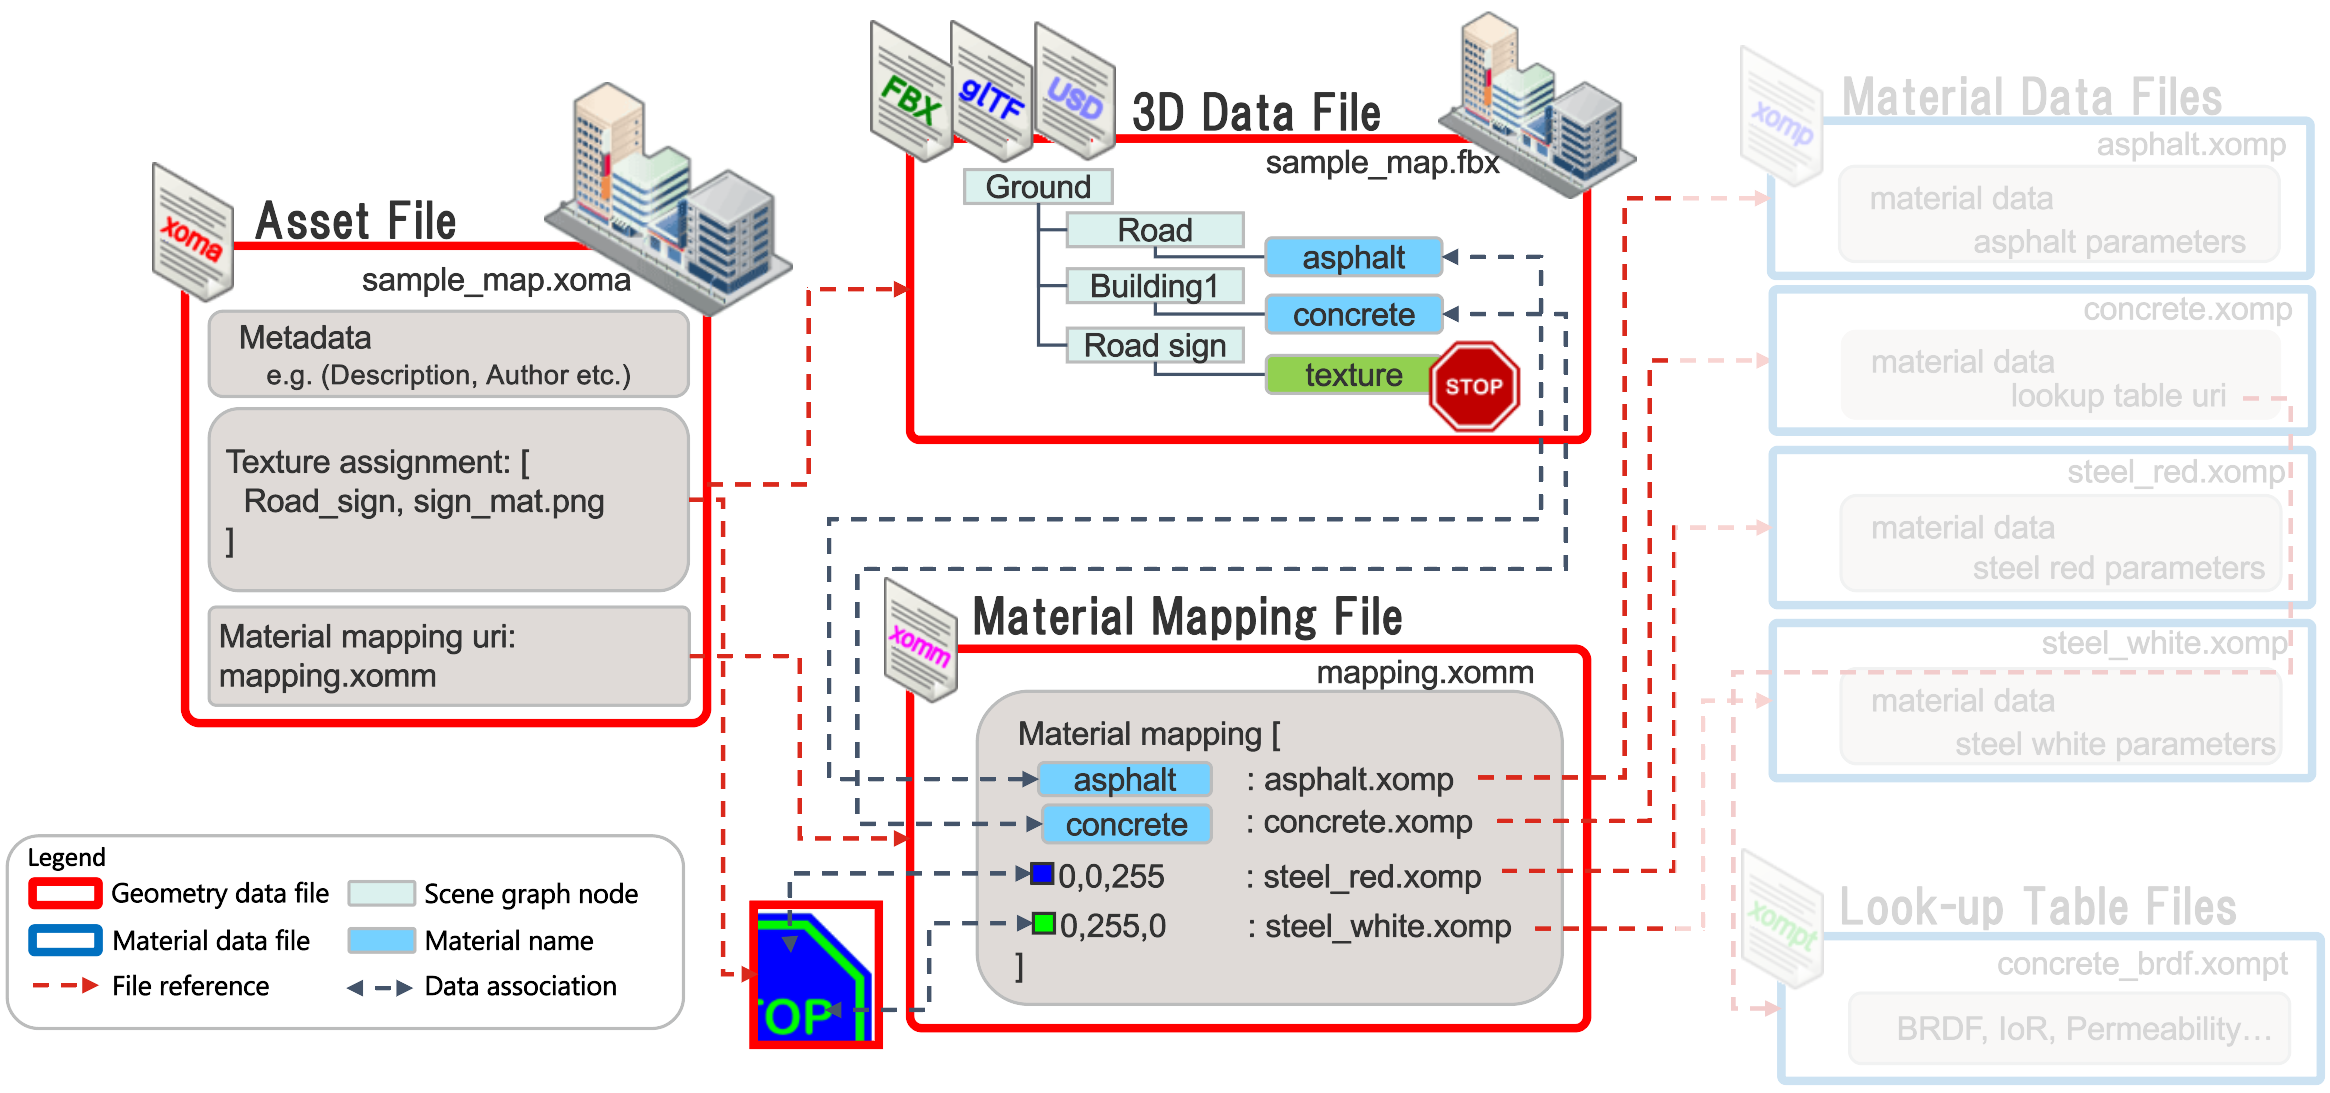 xoma
Asset File
sample_map.xoma
Metadata
e.g. (Description, Author etc.)
Texture assignment: [
Road_sign, sign_mat.png
]
Material mapping uri:
mapping.xomm
FBX
glTF
USD
3D Data File
sample_map.fbx
Ground
Road
asphalt
Building1
concrete
Road sign
texture
STOP
xomm
Material Mapping File
mapping.xomm
Material mapping [
asphalt : asphalt.xomp
concrete : concrete.xomp
0,0,255 : steel_red.xomp
0,255,0 : steel_white.xomp
]
TOP
xomp
Material Data Files
asphalt.xomp
material data
asphalt parameters
concrete.xomp
material data
lookup table uri
steel_red.xomp
material data
steel red parameters
steel_white.xomp
material data
steel white parameters
xompt
Look-up Table Files
concrete_brdf.xompt
BRDF, IoR, Permeability...
Legend
Geometry data file
Scene graph node
Material data file
Material name
File reference
Data association